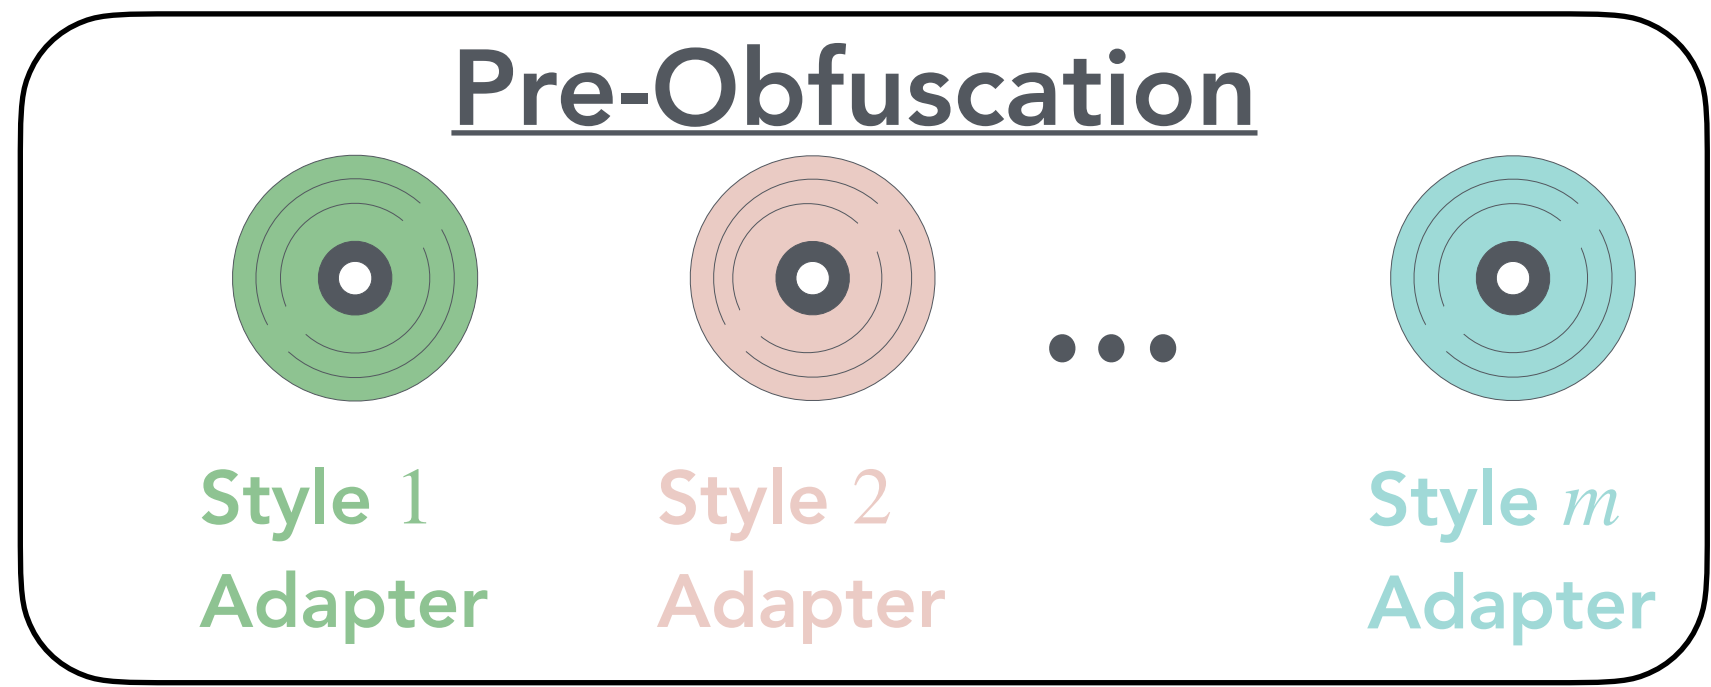 Pre-Obfuscation
Style 1
Adapter
Style 2
Adapter
Style m
Adapter